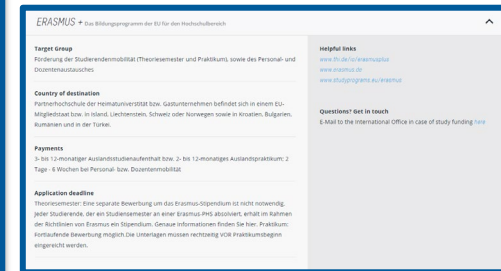 ERASMUS + Das Bildungsprogramm der EU für den Hochschulbereich
Target Group
Förderung der Studierendenmobilität (Theoriesemester und Praktikum), sowie des Personal- und
Dozentenaustausches
Country of destination
Partnerhochschule der Heimatuniversität bzw. Gastunternehmen befindet sich in einem EU-
Mitgliedstaat bzw. in Island, Liechtenstein, Schweiz oder Norwegen sowie in Kroatien, Bulgarien,
Rumänien und in der Türkei.
Payments
3- bis 12-monatiger Auslandsstudienaufenthalt bzw. 2- bis 12-monatiges Auslandspraktikum; 2
Tage - 6 Wochen bei Personal- bzw. Dozentenmobilität
Application deadline
Theoriesemester: Eine separate Bewerbung um das Erasmus-Stipendium ist nicht notwendig.
Jeder Studierende, der ein Studiensemester an einer Erasmus-PHS absolviert, erhält im Rahmen
der Richtlinien von Erasmus ein Stipendium. Genaue Informationen finden Sie hier. Praktikum:
Fortlaufende Bewerbung möglich.Die Unterlagen müssen rechtzeitig VOR Praktikumsbeginn
eingereicht werden.
Helpful links
www.thi.de/io/erasmusplus
www.erasmus.de
www.studyprograms.eu/erasmus
Questions? Get in touch
E-Mail to the International Office in case of study funding here